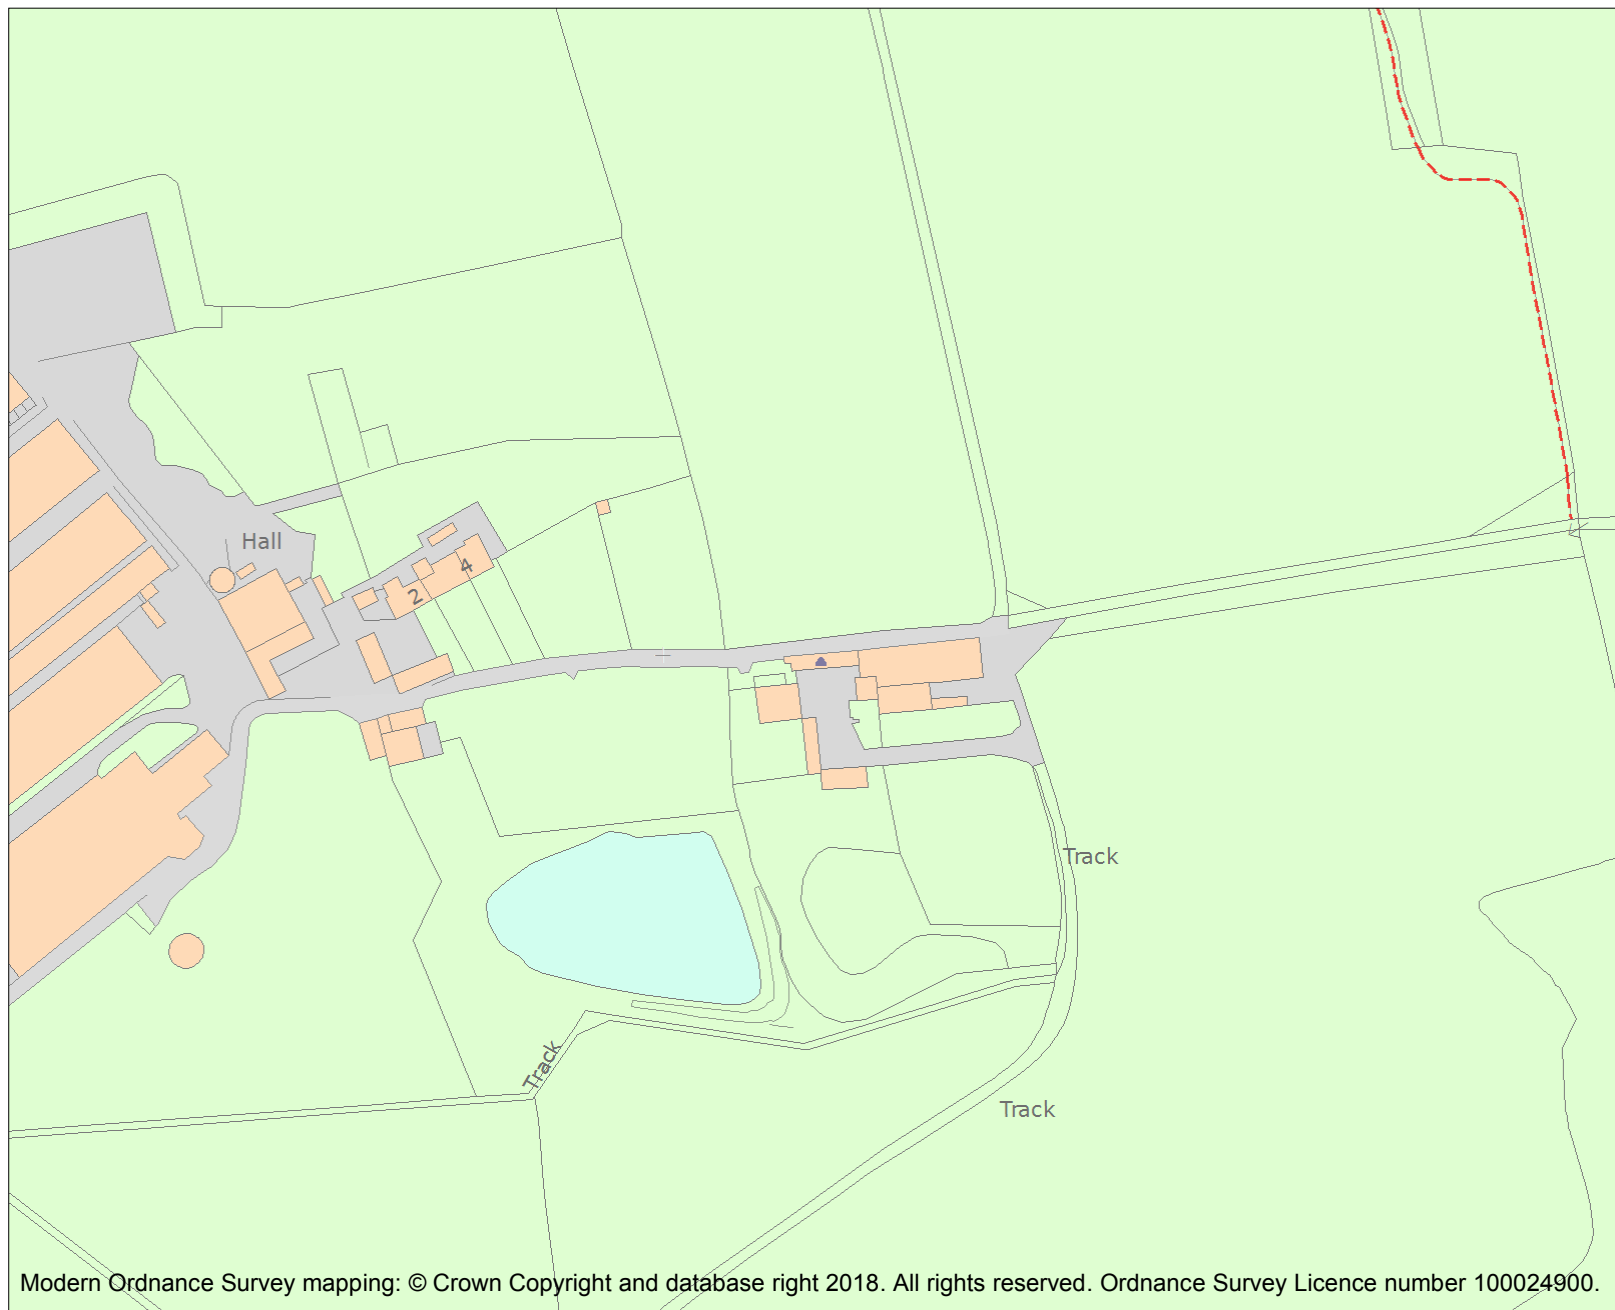 Hall
4
2
Track
Track
Track
Modern Ordnance Survey mapping: © Crown Copyright and database right 2018. All rights reserved. Ordnance Survey Licence number 100024900.